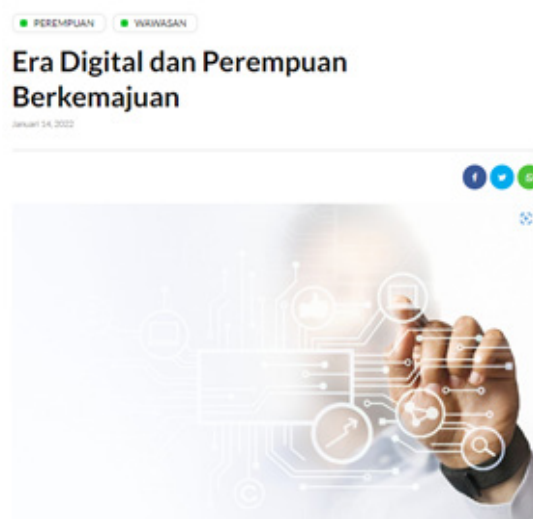 PEREMPUAN WAWASAN
Era Digital dan Perempuan
Berkemajuan
Januari 14, 2022